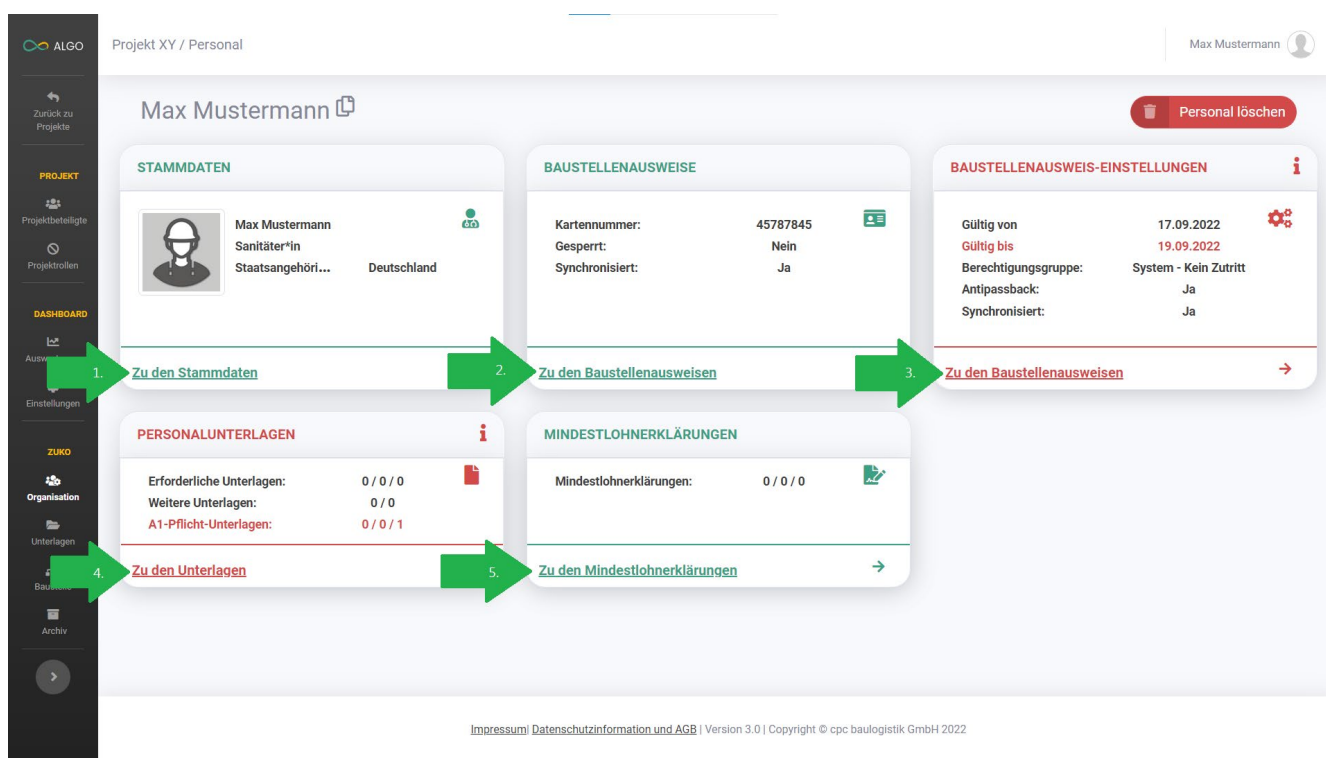 ALGO
Projekt XY / Personal
Max Mustermann
Zurück zu
Projekte
PROJEKT
Projektbeteiligte
Projektrollen
DASHBOARD
Einstellungen
ZUKO
Organisation
Unterlagen
Archiv
Max Mustermann
Personal löschen
STAMMDATEN
Max Mustermann
Sanitäter*in
Staatsangehöri... Deutschland
1. Zu den Stammdaten
BAUSTELLENAUSWEISE
Kartennummer: 45787845
Gesperrt: Nein
Synchronisiert: Ja
2. Zu den Baustellenausweisen
BAUSTELLENAUSWEIS-EINSTELLUNGEN
Gültig von 17.09.2022
Gültig bis 19.09.2022
Berechtigungsgruppe: System - Kein Zutritt
Antipassback: Ja
Synchronisiert: Ja
3. Zu den Baustellenausweisen
PERSONALUNTERLAGEN
Erforderliche Unterlagen: 0 / 0 / 0
Weitere Unterlagen: 0 / 0
A1-Pflicht-Unterlagen: 0 / 0 / 1
4. Zu den Unterlagen
MINDESTLOHNERKLÄRUNGEN
Mindestlohnerklärungen: 0 / 0 / 0
5. Zu den Mindestlohnerklärungen
Impressum| Datenschutzinformation und AGB | Version 3.0 | Copyright © cpc baulogistik GmbH 2022